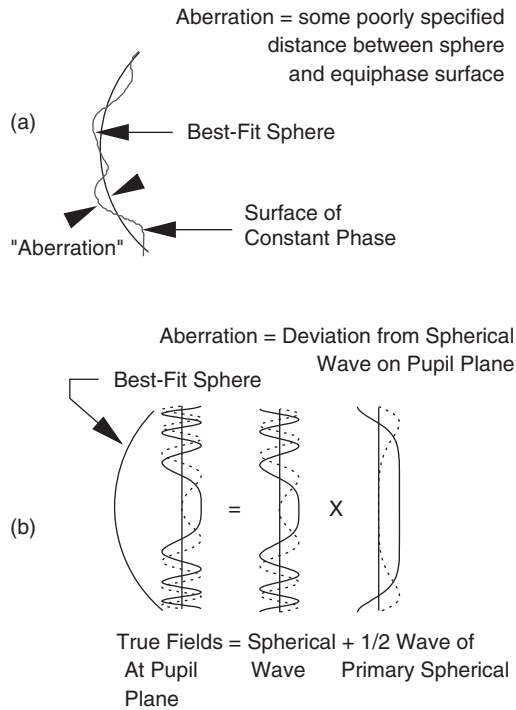 Aberration = some poorly specified
distance between sphere
and equiphase surface
(a)
Best-Fit Sphere
Surface of
Constant Phase
"Aberration"
Aberration = Deviation from Spherical
Wave on Pupil Plane
Best-Fit Sphere
(b)
= X
True Fields = Spherical + 1/2 Wave of
At Pupil Wave Primary Spherical
Plane